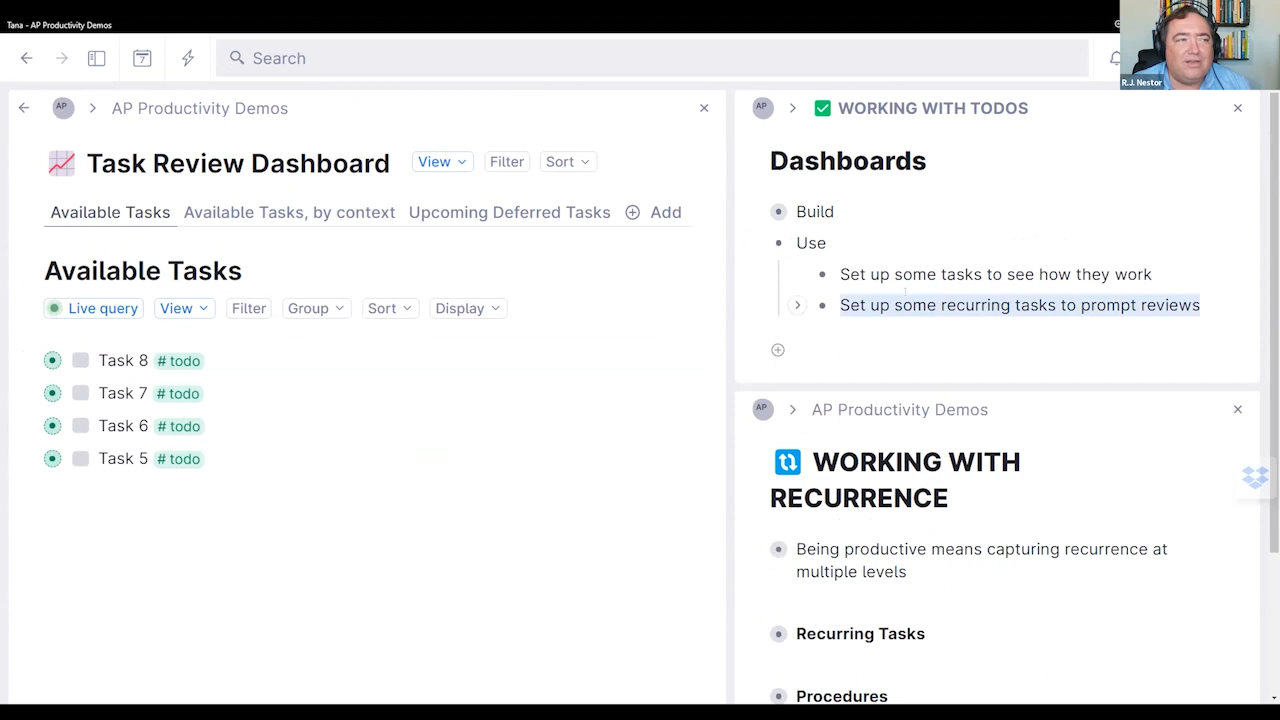 Tana - AP Productivity Demos
7
Search
R.J. Nestor
AP
AP Productivity Demos
Task Review Dashboard
View
Filter
Sort
Available Tasks
Available Tasks, by context
Upcoming Deferred Tasks
Add
Available Tasks
Live query
View
Filter
Group
Sort
Display
Task 8 # todo
Task 7 # todo
Task 6 # todo
Task 5 # todo
AP
WORKING WITH TODOS
Dashboards
Build
Use
Set up some tasks to see how they work
Set up some recurring tasks to prompt reviews
AP
AP Productivity Demos
WORKING WITH
RECURRENCE
Being productive means capturing recurrence at
multiple levels
Recurring Tasks
Procedures